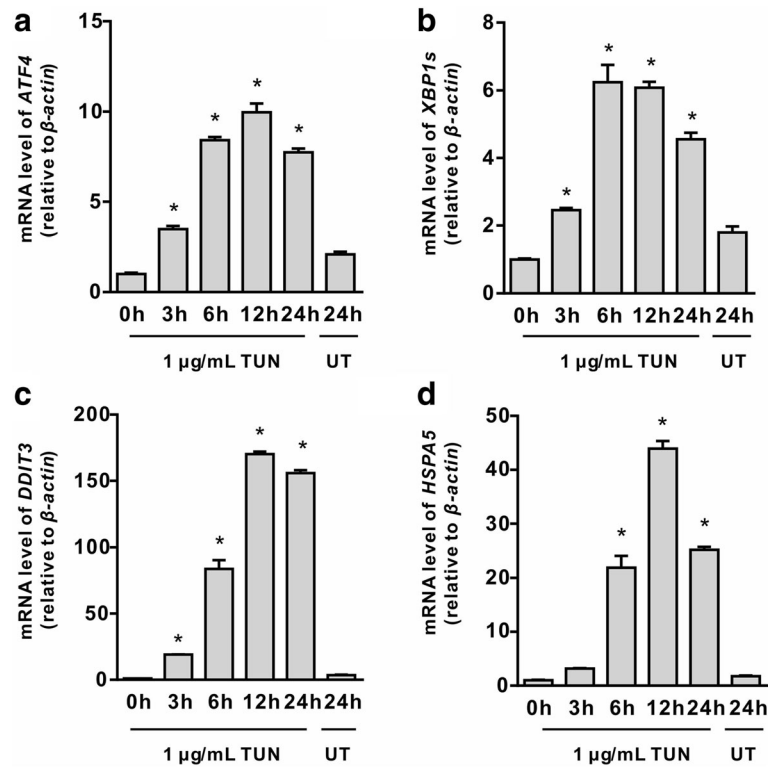 a
mRNA level of ATF4
(relative to β-actin)
15
10
5
0
*
*
*
*
0h 3h 6h 12h 24h 24h
1 µg/mL TUN UT
b
mRNA level of XBP1s
(relative to β-actin)
8
6
4
2
0
*
*
*
*
0h 3h 6h 12h 24h 24h
1 µg/mL TUN UT
c
mRNA level of DDIT3
(relative to β-actin)
200
150
100
50
0
*
*
*
*
0h 3h 6h 12h 24h 24h
1 µg/mL TUN UT
d
mRNA level of HSPA5
(relative to β-actin)
50
40
30
20
10
0
*
*
*
0h 3h 6h 12h 24h 24h
1 µg/mL TUN UT